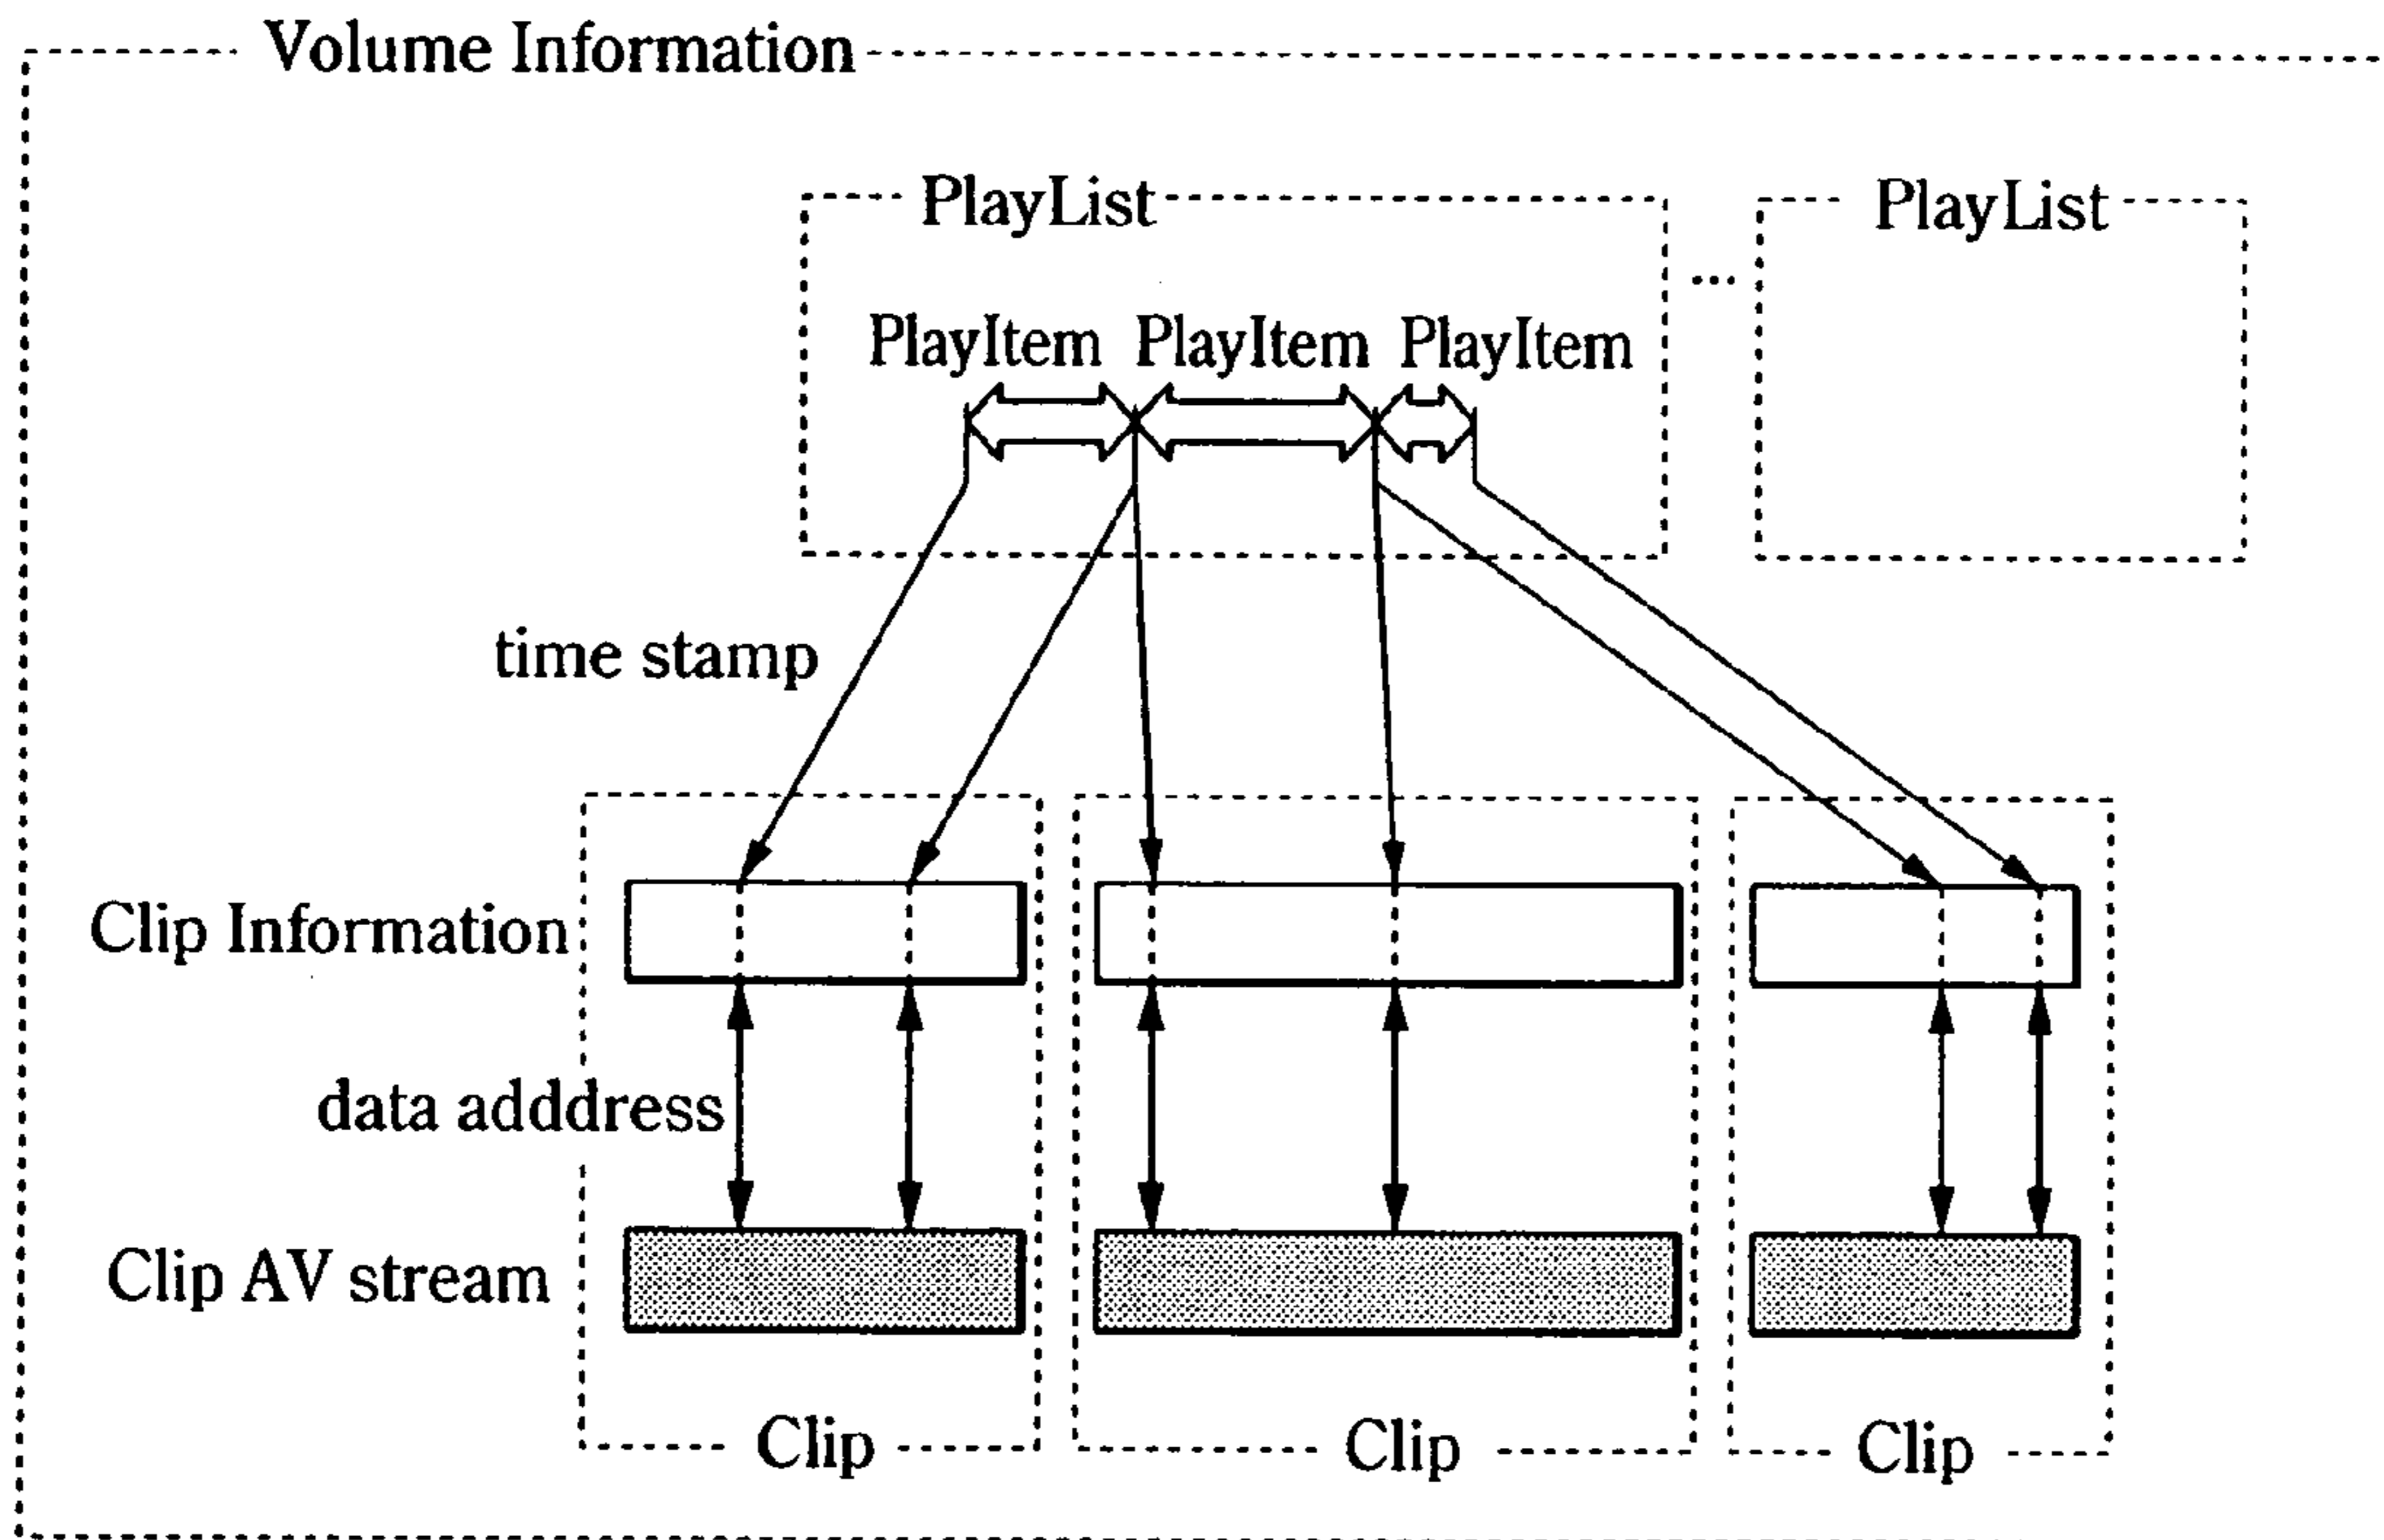 Volume Information
PlayList
PlayList
...
PlayItem PlayItem PlayItem
time stamp
Clip Information
data adddress
Clip AV stream
Clip
Clip
Clip